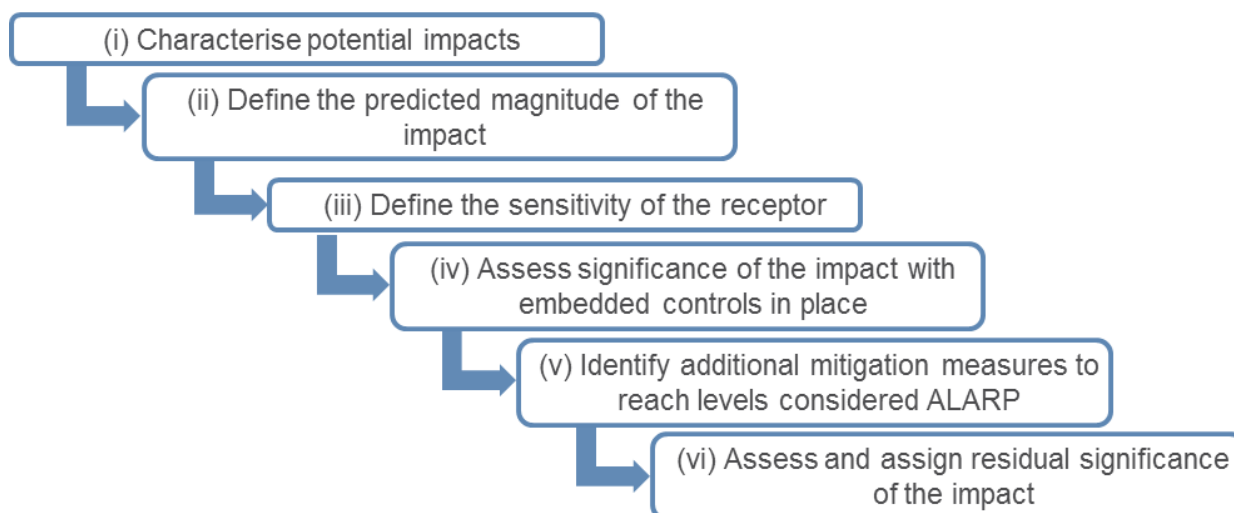 (i) Characterise potential impacts
(ii) Define the predicted magnitude of the
impact
(iii) Define the sensitivity of the receptor
(iv) Assess significance of the impact with
embedded controls in place
(v) Identify additional mitigation measures to
reach levels considered ALARP
(vi) Assess and assign residual significance
of the impact